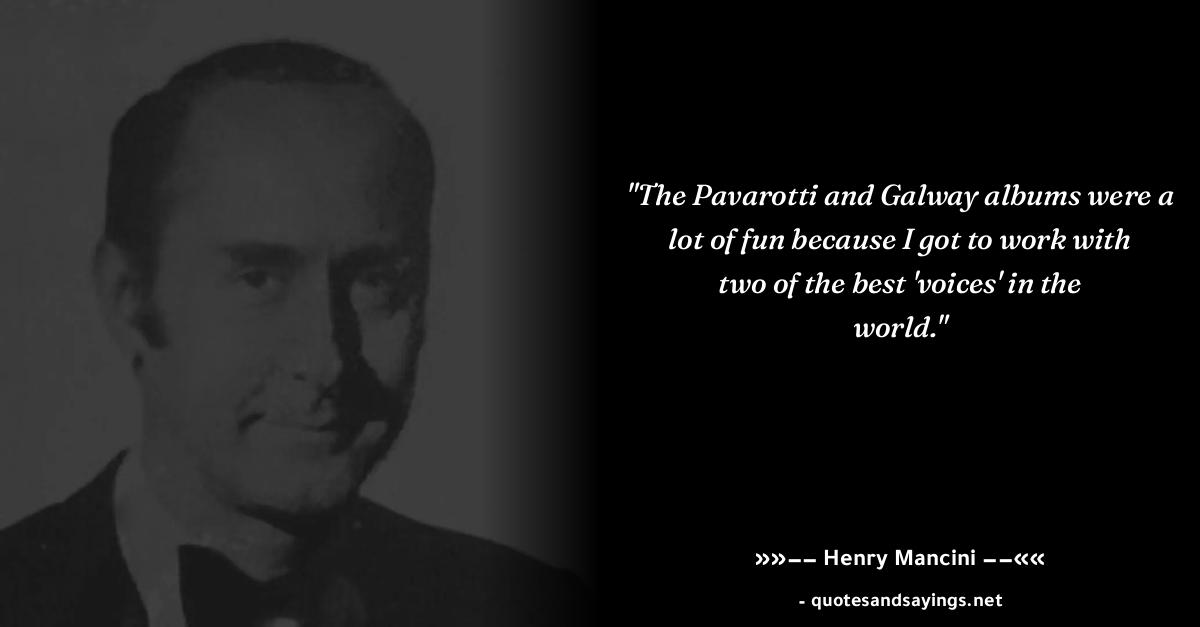 "The Pavarotti and Galway albums were a
lot of fun because I got to work with
two of the best 'voices' in the
world."
»»–– Henry Mancini ––««
- quotesandsayings.net